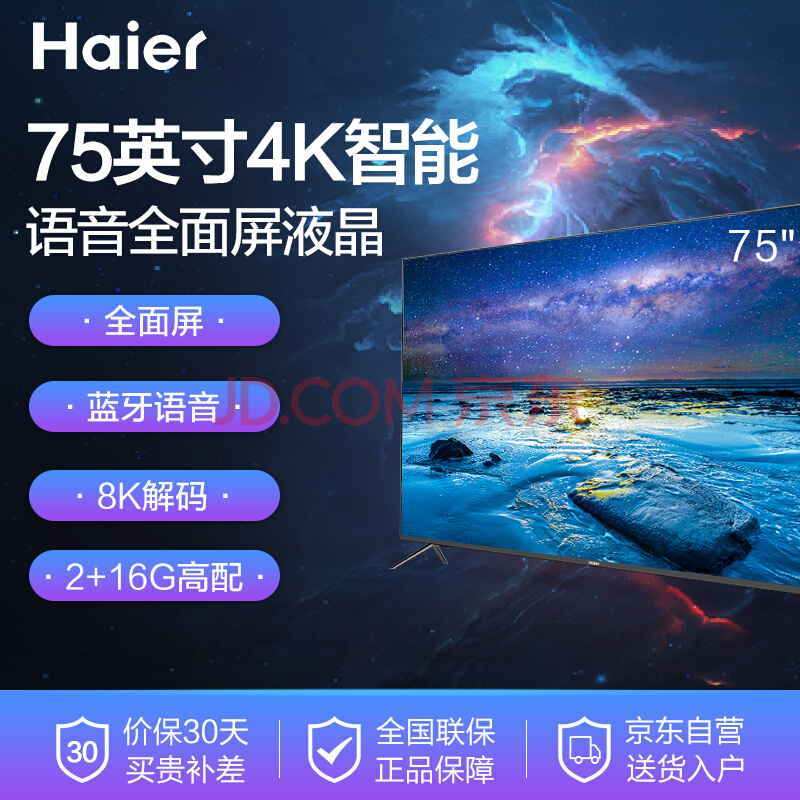 Haier
75英寸4K智能
语音全面屏液晶
75"
· 全面屏 ·
· 蓝牙语音 ·
JD.COM 京东
· 8K解码 ·
· 2+16G高配 ·
Haier
30
价保30天
买贵补差
全国联保
正品保障
京东自营
送货入户